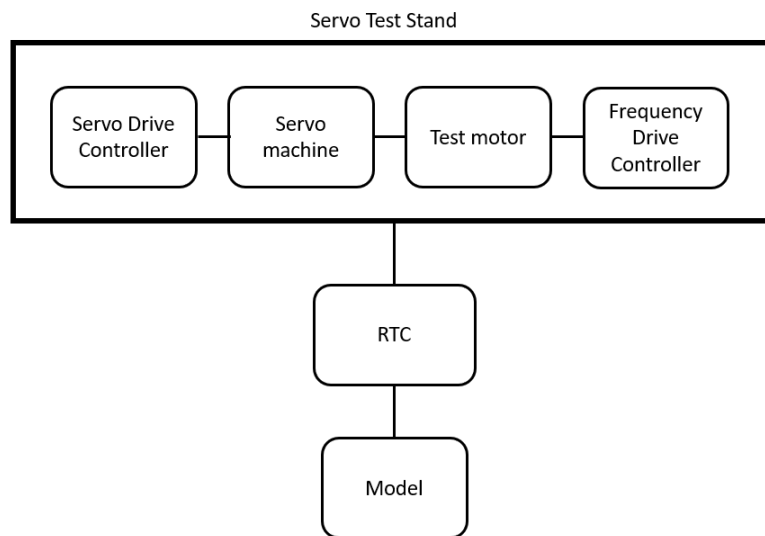 Servo Test Stand
Servo Drive
Controller
Servo
machine
Test motor
Frequency
Drive
Controller
RTC
Model